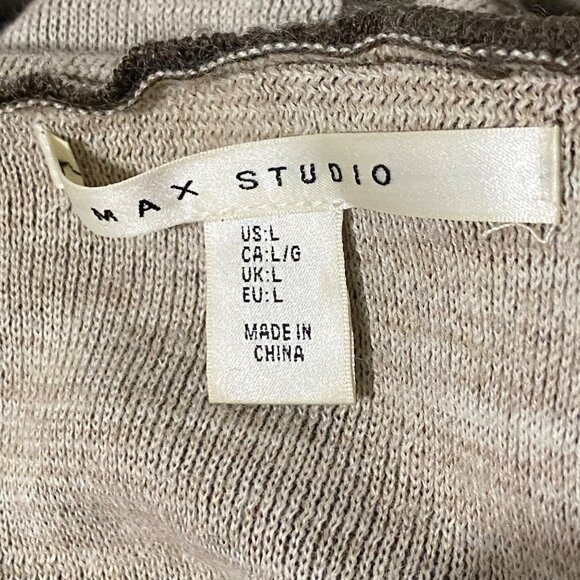 MAX STUDIO
US:L
CA:L/G
UK:L
EU:L
MADE IN
CHINA